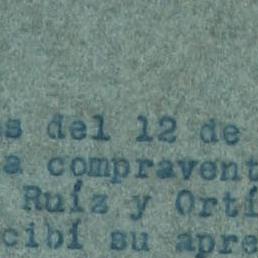 s del 12 de
a compravent
Ruíz y Ortí
cibí su apre